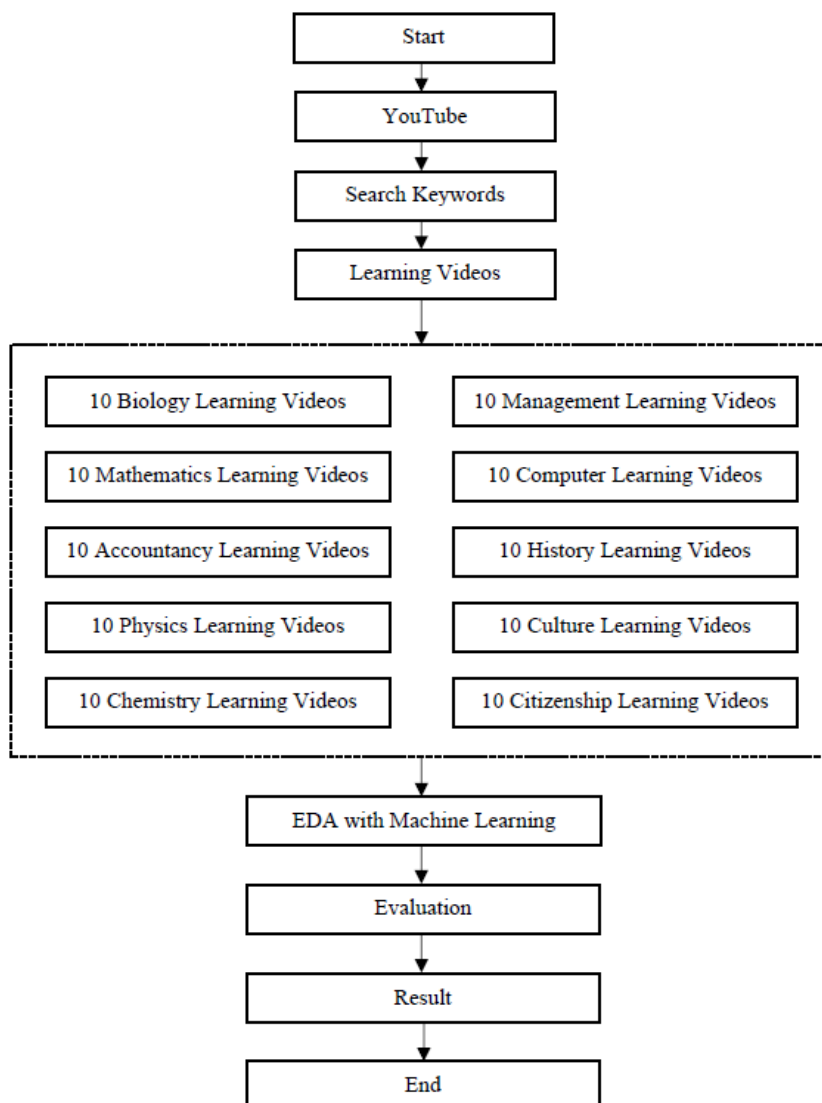 Start
YouTube
Search Keywords
Learning Videos
10 Biology Learning Videos
10 Management Learning Videos
10 Mathematics Learning Videos
10 Computer Learning Videos
10 Accountancy Learning Videos
10 History Learning Videos
10 Physics Learning Videos
10 Culture Learning Videos
10 Chemistry Learning Videos
10 Citizenship Learning Videos
EDA with Machine Learning
Evaluation
Result
End